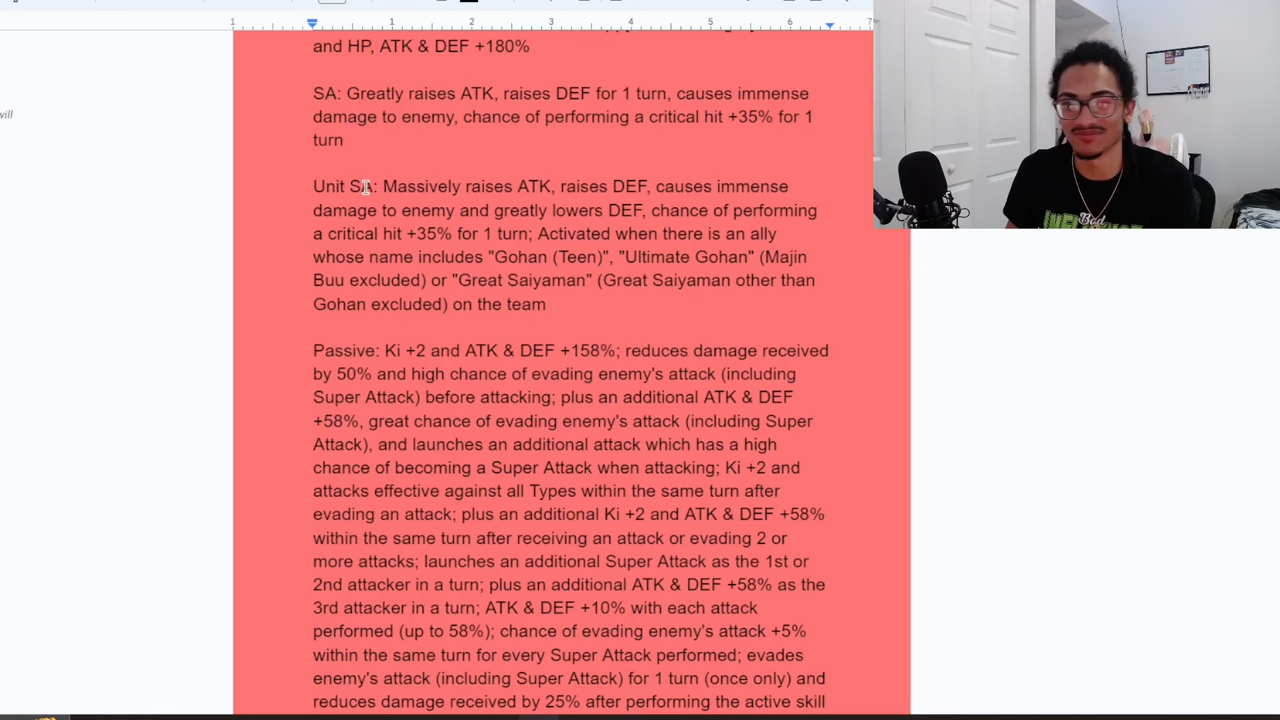 1 1 2 3 4 5 6 7
and HP, ATK & DEF +180%
SA: Greatly raises ATK, raises DEF for 1 turn, causes immense
damage to enemy, chance of performing a critical hit +35% for 1
turn
will
Unit SA: Massively raises ATK, raises DEF, causes immense
damage to enemy and greatly lowers DEF, chance of performing
a critical hit +35% for 1 turn; Activated when there is an ally
whose name includes "Gohan (Teen)", "Ultimate Gohan" (Majin
Buu excluded) or "Great Saiyaman" (Great Saiyaman other than
Gohan excluded) on the team
Passive: Ki +2 and ATK & DEF +158%; reduces damage received
by 50% and high chance of evading enemy's attack (including
Super Attack) before attacking; plus an additional ATK & DEF
+58%, great chance of evading enemy's attack (including Super
Attack), and launches an additional attack which has a high
chance of becoming a Super Attack when attacking; Ki +2 and
attacks effective against all Types within the same turn after
evading an attack; plus an additional Ki +2 and ATK & DEF +58%
within the same turn after receiving an attack or evading 2 or
more attacks; launches an additional Super Attack as the 1st or
2nd attacker in a turn; plus an additional ATK & DEF +58% as the
3rd attacker in a turn; ATK & DEF +10% with each attack
performed (up to 58%); chance of evading enemy's attack +5%
within the same turn for every Super Attack performed; evades
enemy's attack (including Super Attack) for 1 turn (once only) and
reduces damage received by 25% after performing the active skill
Bad